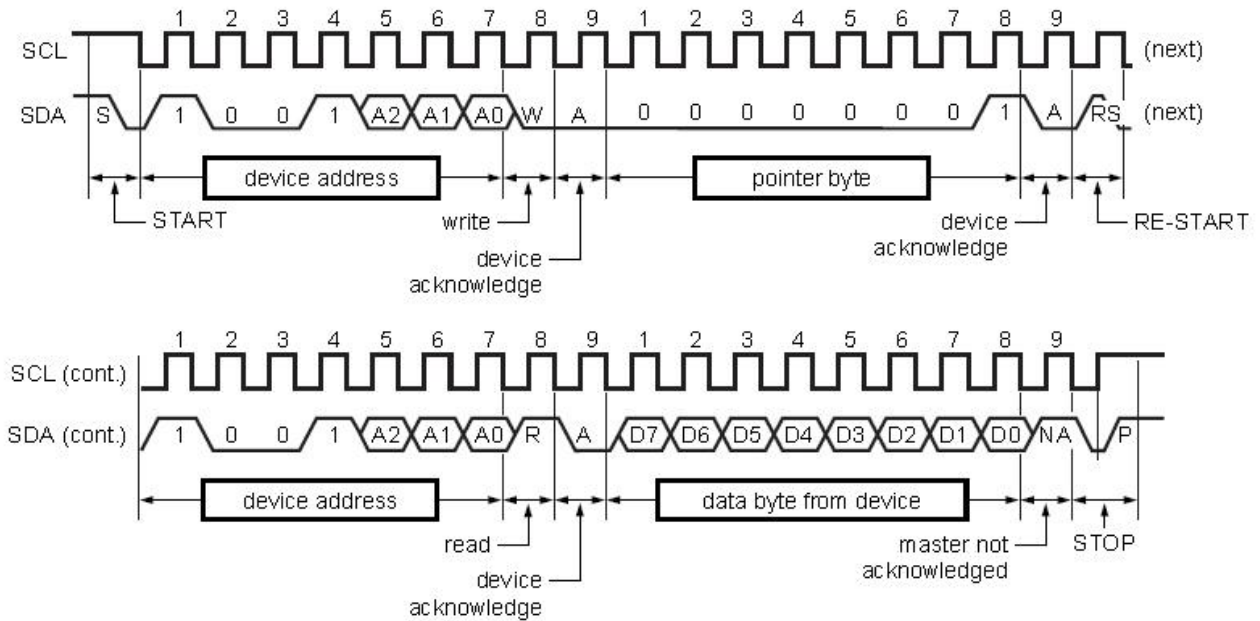 1 2 3 4 5 6 7 8 9 1 2 3 4 5 6 7 8 9
SCL (next)
SDA S 1 0 0 1 A2 A1 A0 W A 0 0 0 0 0 0 0 1 A RS (next)
device address pointer byte
START write device RE-START
device acknowledge
acknowledge
1 2 3 4 5 6 7 8 9 1 2 3 4 5 6 7 8 9
SCL (cont.)
SDA (cont.) 1 0 0 1 A2 A1 A0 R A D7 D6 D5 D4 D3 D2 D1 D0 NA P
device address data byte from device
read master not STOP
acknowledged
device
acknowledge